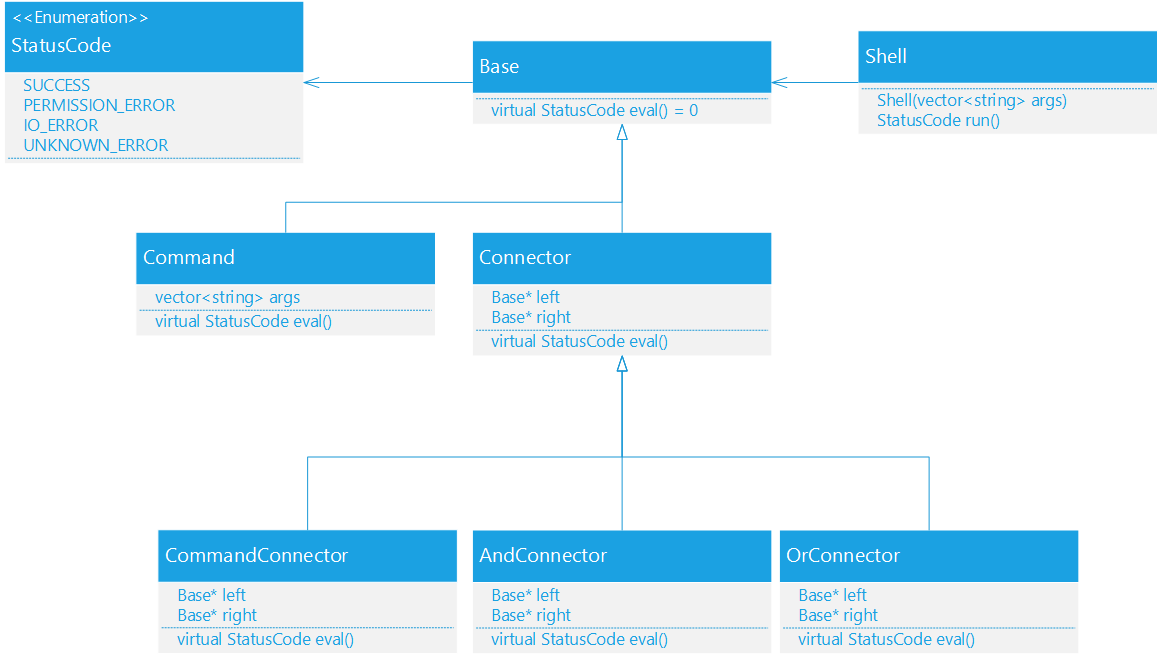 <<Enumeration>>
StatusCode
SUCCESS
PERMISSION_ERROR
IO_ERROR
UNKNOWN_ERROR
Base
virtual StatusCode eval() = 0
Shell
Shell(vector<string> args)
StatusCode run()
Command
vector<string> args
virtual StatusCode eval()
Connector
Base* left
Base* right
virtual StatusCode eval()
CommandConnector
Base* left
Base* right
virtual StatusCode eval()
AndConnector
Base* left
Base* right
virtual StatusCode eval()
OrConnector
Base* left
Base* right
virtual StatusCode eval()